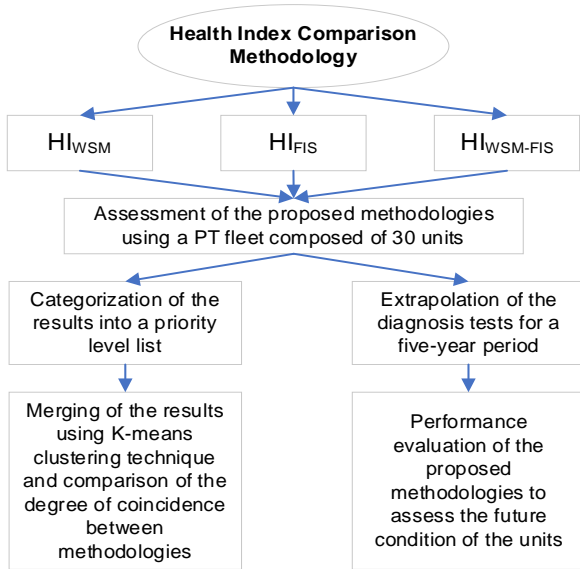 Health Index Comparison
Methodology
HIWSM
HIFIS
HIWSM-FIS
Assessment of the proposed methodologies
using a PT fleet composed of 30 units
Categorization of the
results into a priority
level list
Extrapolation of the
diagnosis tests for a
five-year period
Merging of the results
using K-means
clustering technique
and comparison of the
degree of coincidence
between
methodologies
Performance
evaluation of the
proposed
methodologies to
assess the future
condition of the units